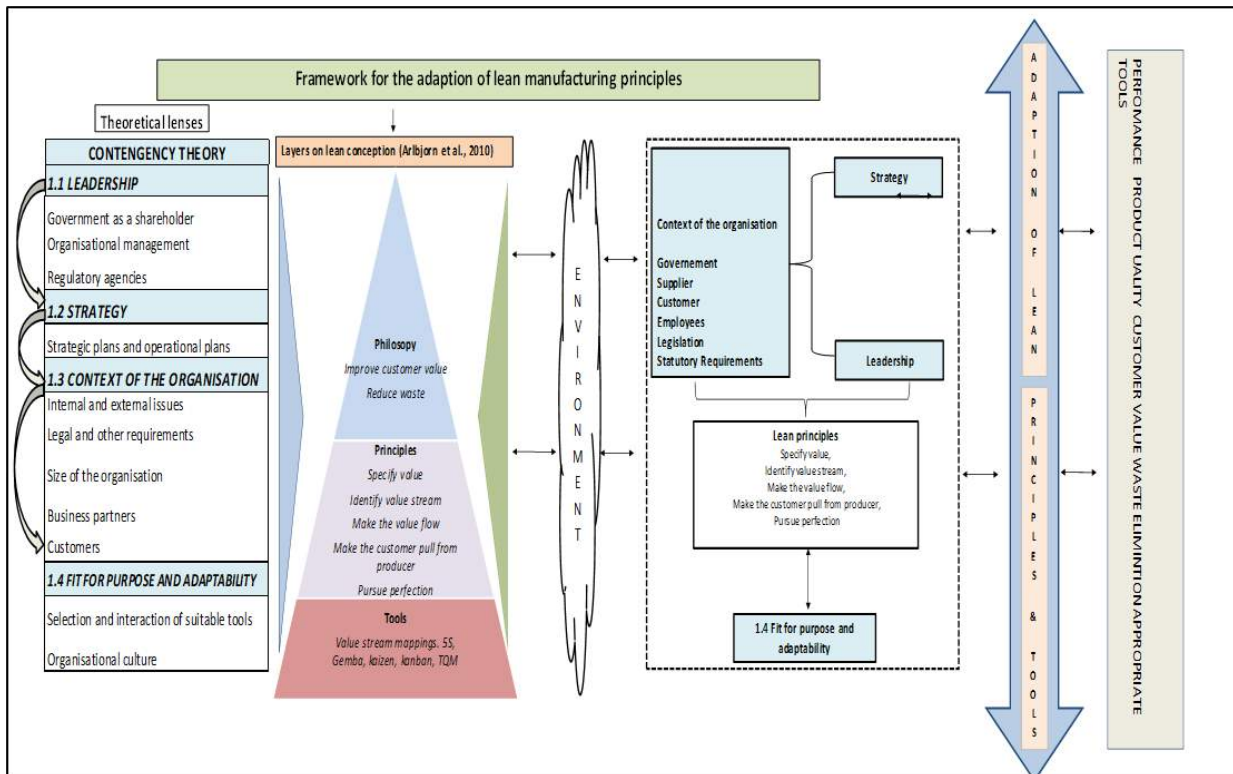 Framework for the adaption of lean manufacturing principles
Theoretical lenses
CONTENGENCY THEORY
1.1 LEADERSHIP
Government as a shareholder
Organisational management
Regulatory agencies
1.2 STRATEGY
Strategic plans and operational plans
1.3 CONTEXT OF THE ORGANISATION
Internal and external issues
Legal and other requirements
Size of the organisation
Business partners
Customers
1.4 FIT FOR PURPOSE AND ADAPTABILITY
Selection and interaction of suitable tools
Organisational culture
Layers on lean conception (Arlbjorn et al., 2010)
Philosopy
Improve customer value
Reduce waste
Principles
Specify value
Identify value stream
Make the value flow
Make the customer pull from
producer
Pursue perfection
Tools
Value stream mappings. 5S,
Gemba, kaizen, kanban, TQM
ENVIRONMENT
Context of the organisation
Governement
Supplier
Customer
Employees
Legislation
Statutory Requirements
Strategy
Leadership
Lean principles
Specify value,
Identify value stream,
Make the value flow,
Make the customer pull from producer,
Pursue perfection
1.4 Fit for purpose and
adaptability
ADAPTION OF LEAN
PRINCIPLES & TOOLS
PERFOMANCE PRODUCT UALITY CUSTOMER VALUE WASTE ELIMINTION APPROPRIATE
TOOLS